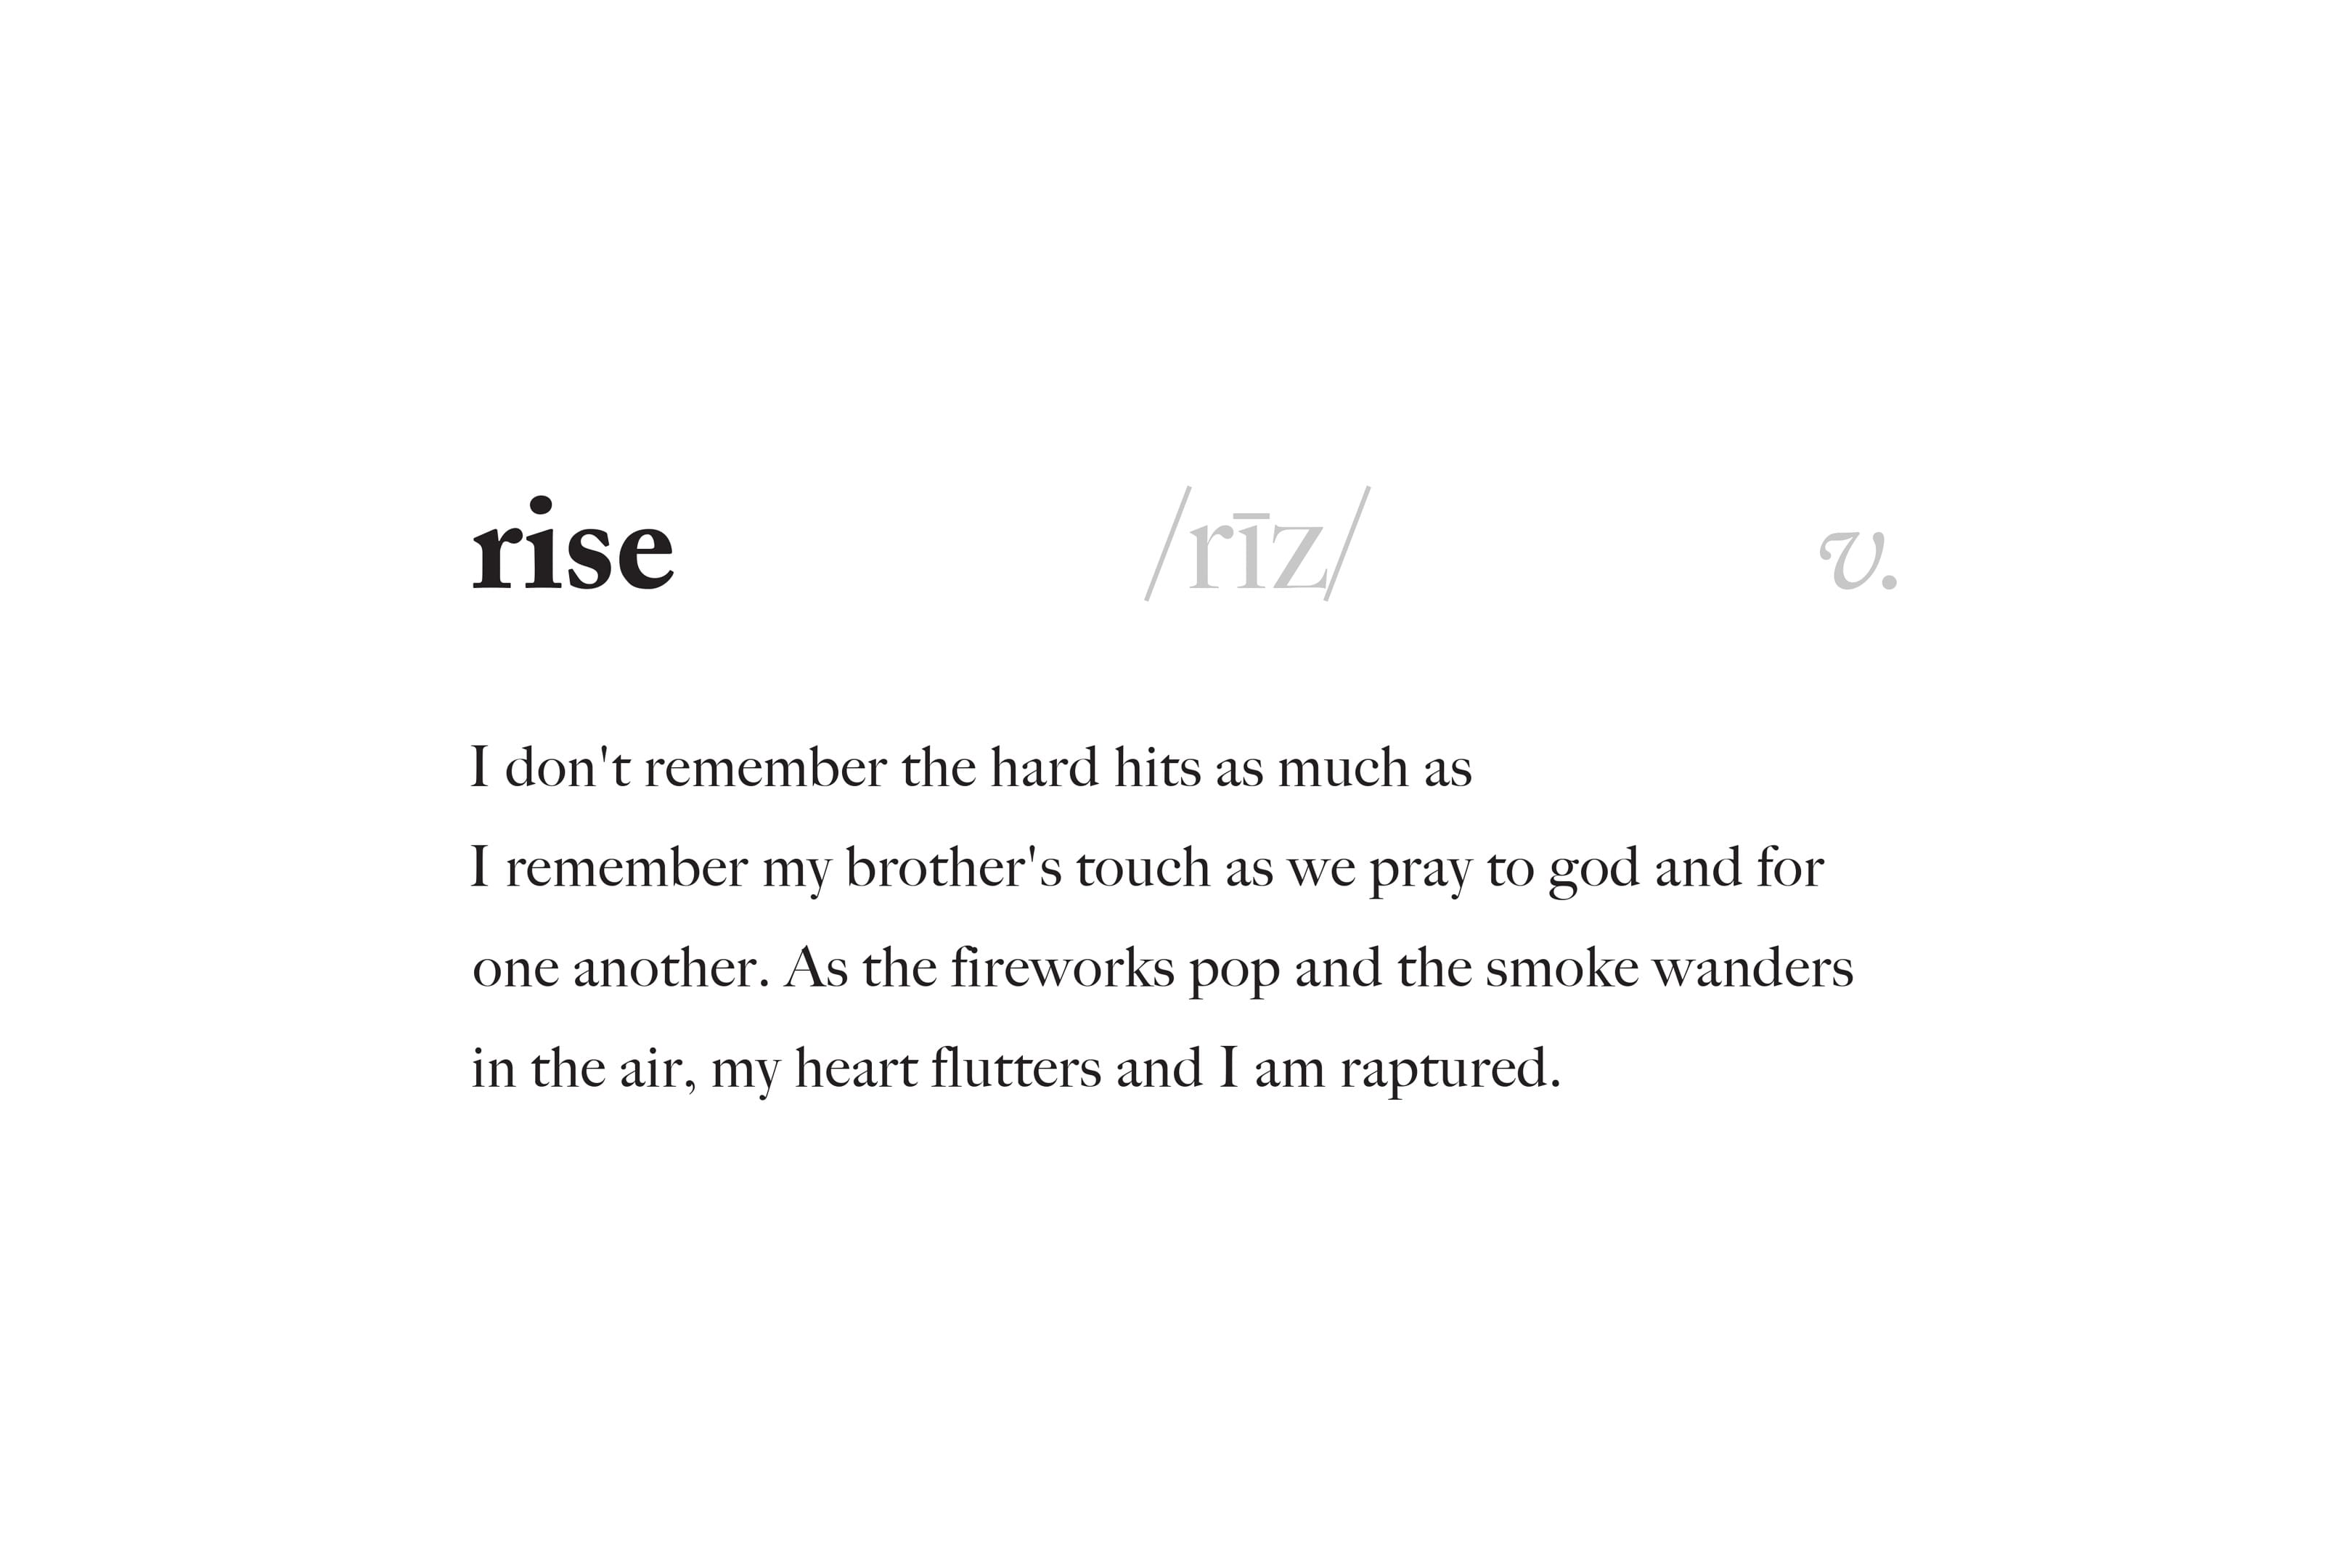 rise /rīz/ v.
I don't remember the hard hits as much as
I remember my brother's touch as we pray to god and for
one another. As the fireworks pop and the smoke wanders
in the air, my heart flutters and I am raptured.